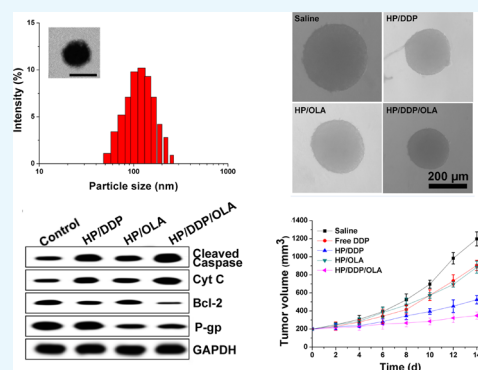 15
10
5
0
Intensity (%)
10
100
1000
Particle size (nm)
Saline
HP/DDP
HP/OLA
HP/DDP/OLA
200 μm
Control
HP/DDP
HP/OLA
HP/DDP/OLA
Cleaved
Caspase
Cyt C
Bcl-2
P-gp
GAPDH
1400
1200
1000
800
600
400
200
0
Tumor volume (mm3
Saline
Free DDP
HP/DDP
HP/OLA
HP/DDP/OLA
0 2 4 6 8 10 12 14
Time (d)